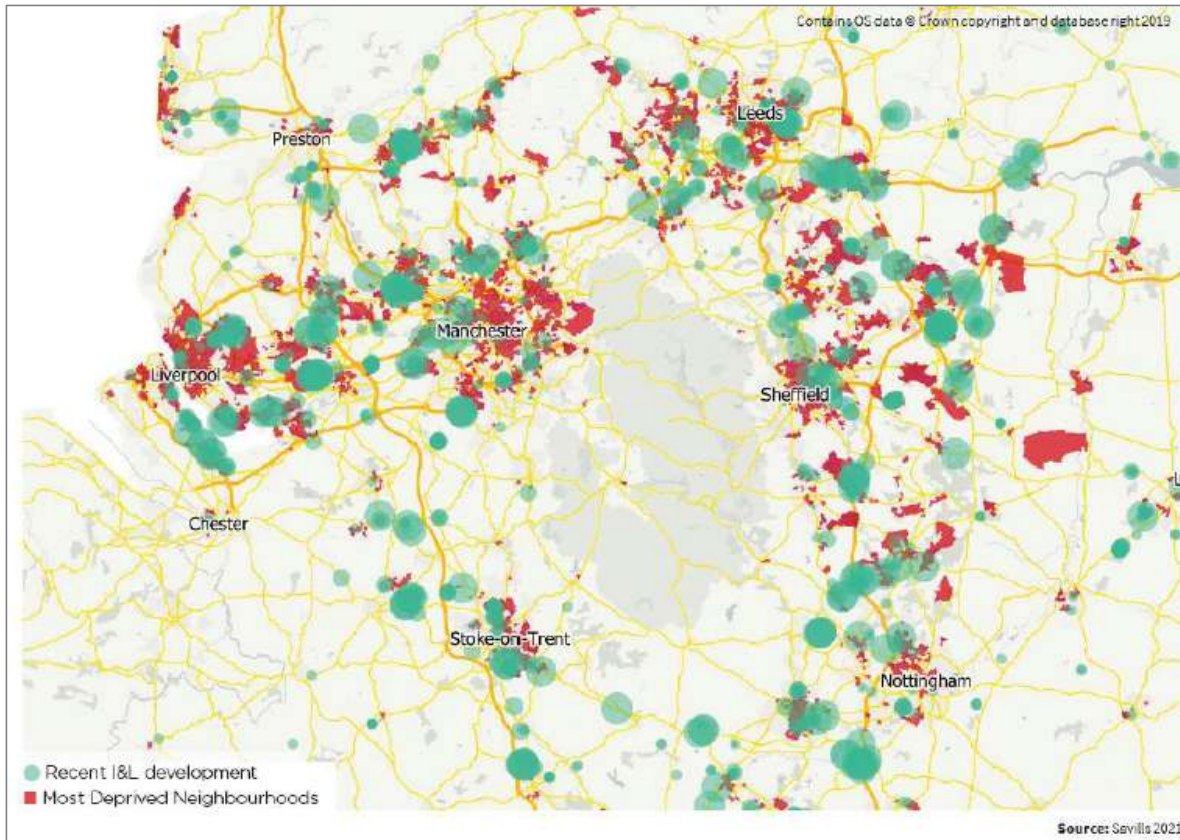 Contains OS data © Crown copyright and database right 2019
Leeds
Preston
Manchester
Liverpool
Sheffield
L
Chester
Stoke-on-Trent
Nottingham
Recent I&L development
Most Deprived Neighbourhoods
Source: Savills 2021